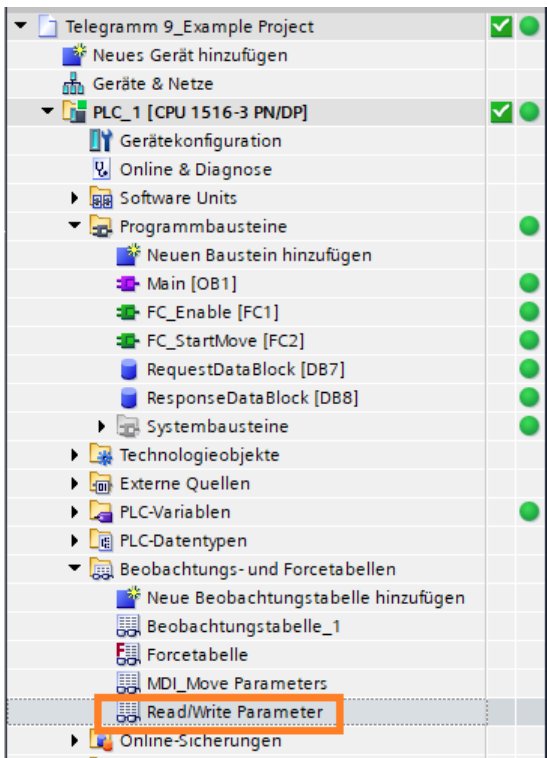 Telegramm 9_Example Project
Neues Gerät hinzufügen
Geräte & Netze
PLC_1 [CPU 1516-3 PN/DP]
Gerätekonfiguration
Online & Diagnose
Software Units
Programmbausteine
Neuen Baustein hinzufügen
Main [OB1]
FC_Enable [FC1]
FC_StartMove [FC2]
RequestDataBlock [DB7]
ResponseDataBlock [DB8]
Systembausteine
Technologieobjekte
Externe Quellen
PLC-Variablen
PLC-Datentypen
Beobachtungs- und Forcetabellen
Neue Beobachtungstabelle hinzufügen
Beobachtungstabelle_1
Forcetabelle
MDI_Move Parameters
Read/Write Parameter
Online-Sicherungen